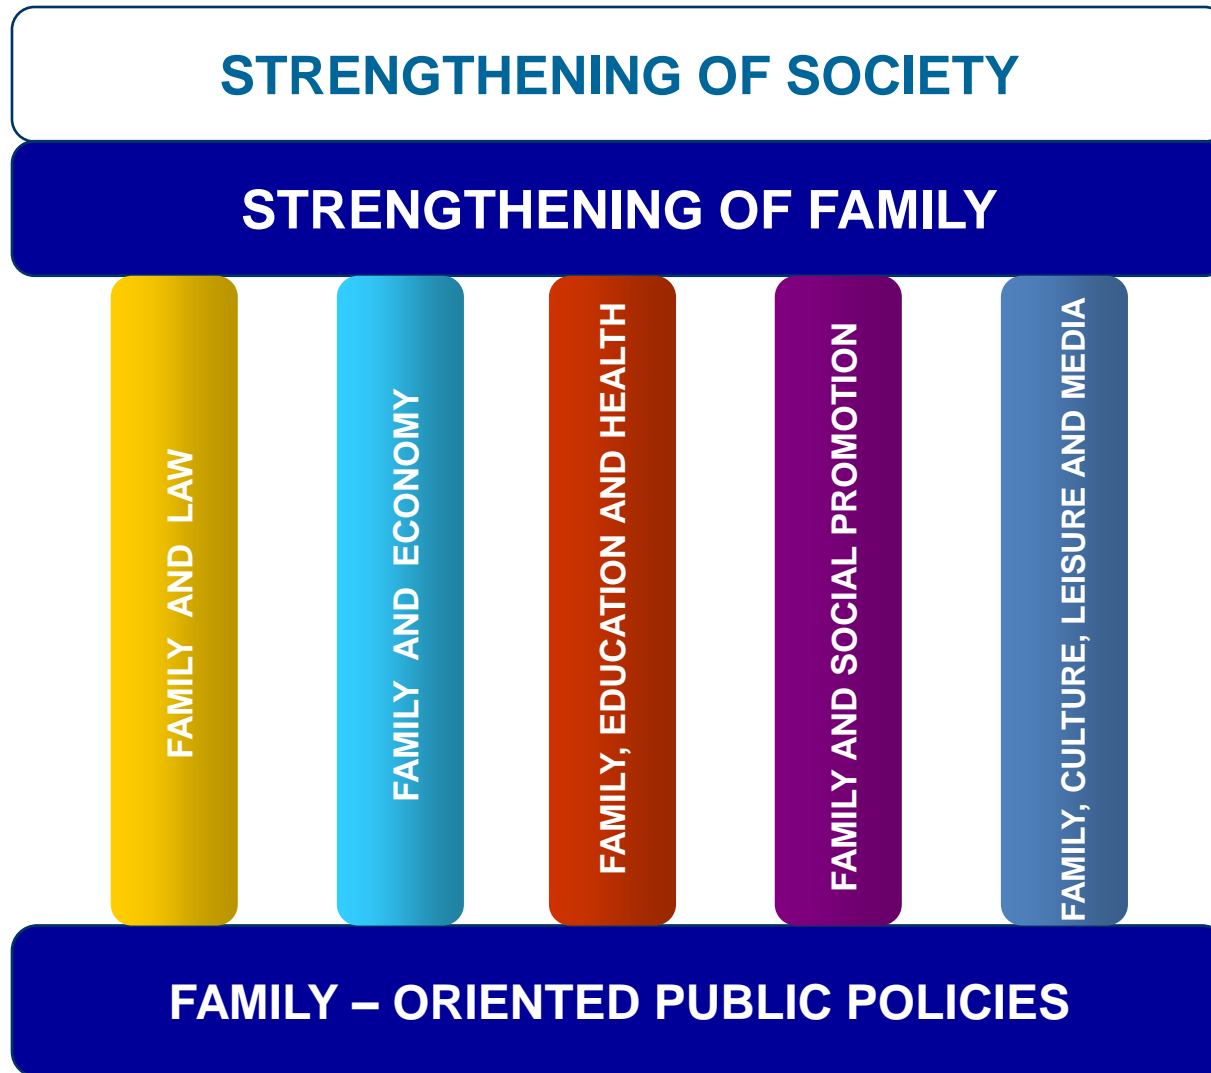 STRENGTHENING OF SOCIETY
STRENGTHENING OF FAMILY
FAMILY AND LAW
FAMILY AND ECONOMY
FAMILY, EDUCATION AND HEALTH
FAMILY AND SOCIAL PROMOTION
FAMILY, CULTURE, LEISURE AND MEDIA
FAMILY – ORIENTED PUBLIC POLICIES